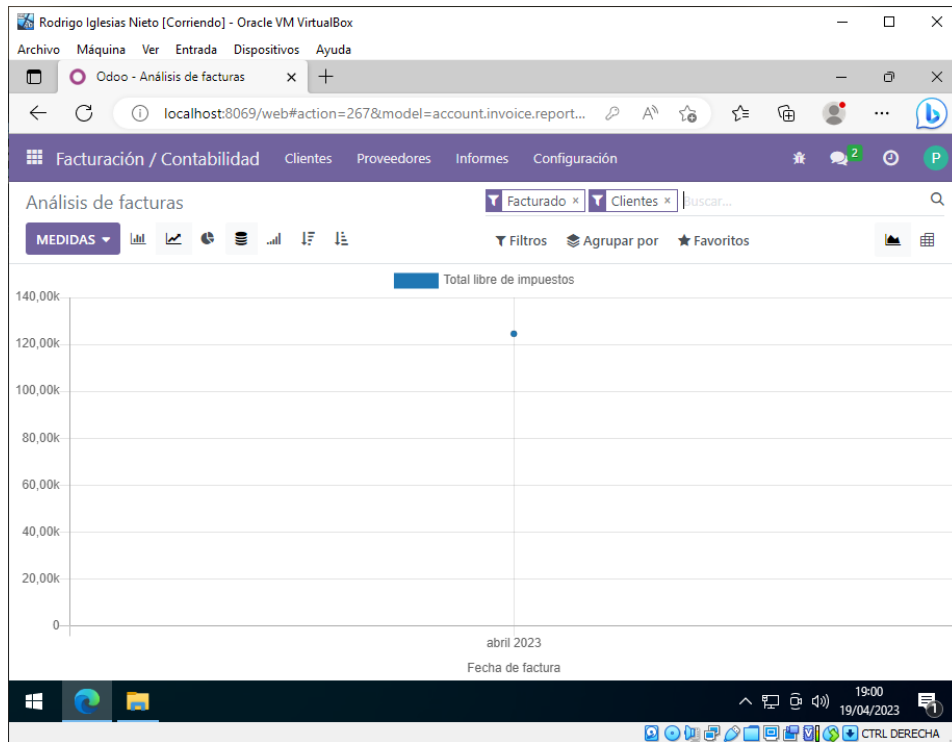 Rodrigo Iglesias Nieto [Corriendo] - Oracle VM VirtualBox
Archivo Máquina Ver Entrada Dispositivos Ayuda
Odoo - Análisis de facturas
localhost:8069/web#action=267&model=account.invoice.report...
Facturación / Contabilidad Clientes Proveedores Informes Configuración 2 P
Análisis de facturas Facturado × Clientes × Buscar...
MEDIDAS Filtros Agrupar por Favoritos
Total libre de impuestos
140,00k
120,00k
100,00k
80,00k
60,00k
40,00k
20,00k
0
abril 2023
Fecha de factura
19:00
19/04/2023
1
CTRL DERECHA